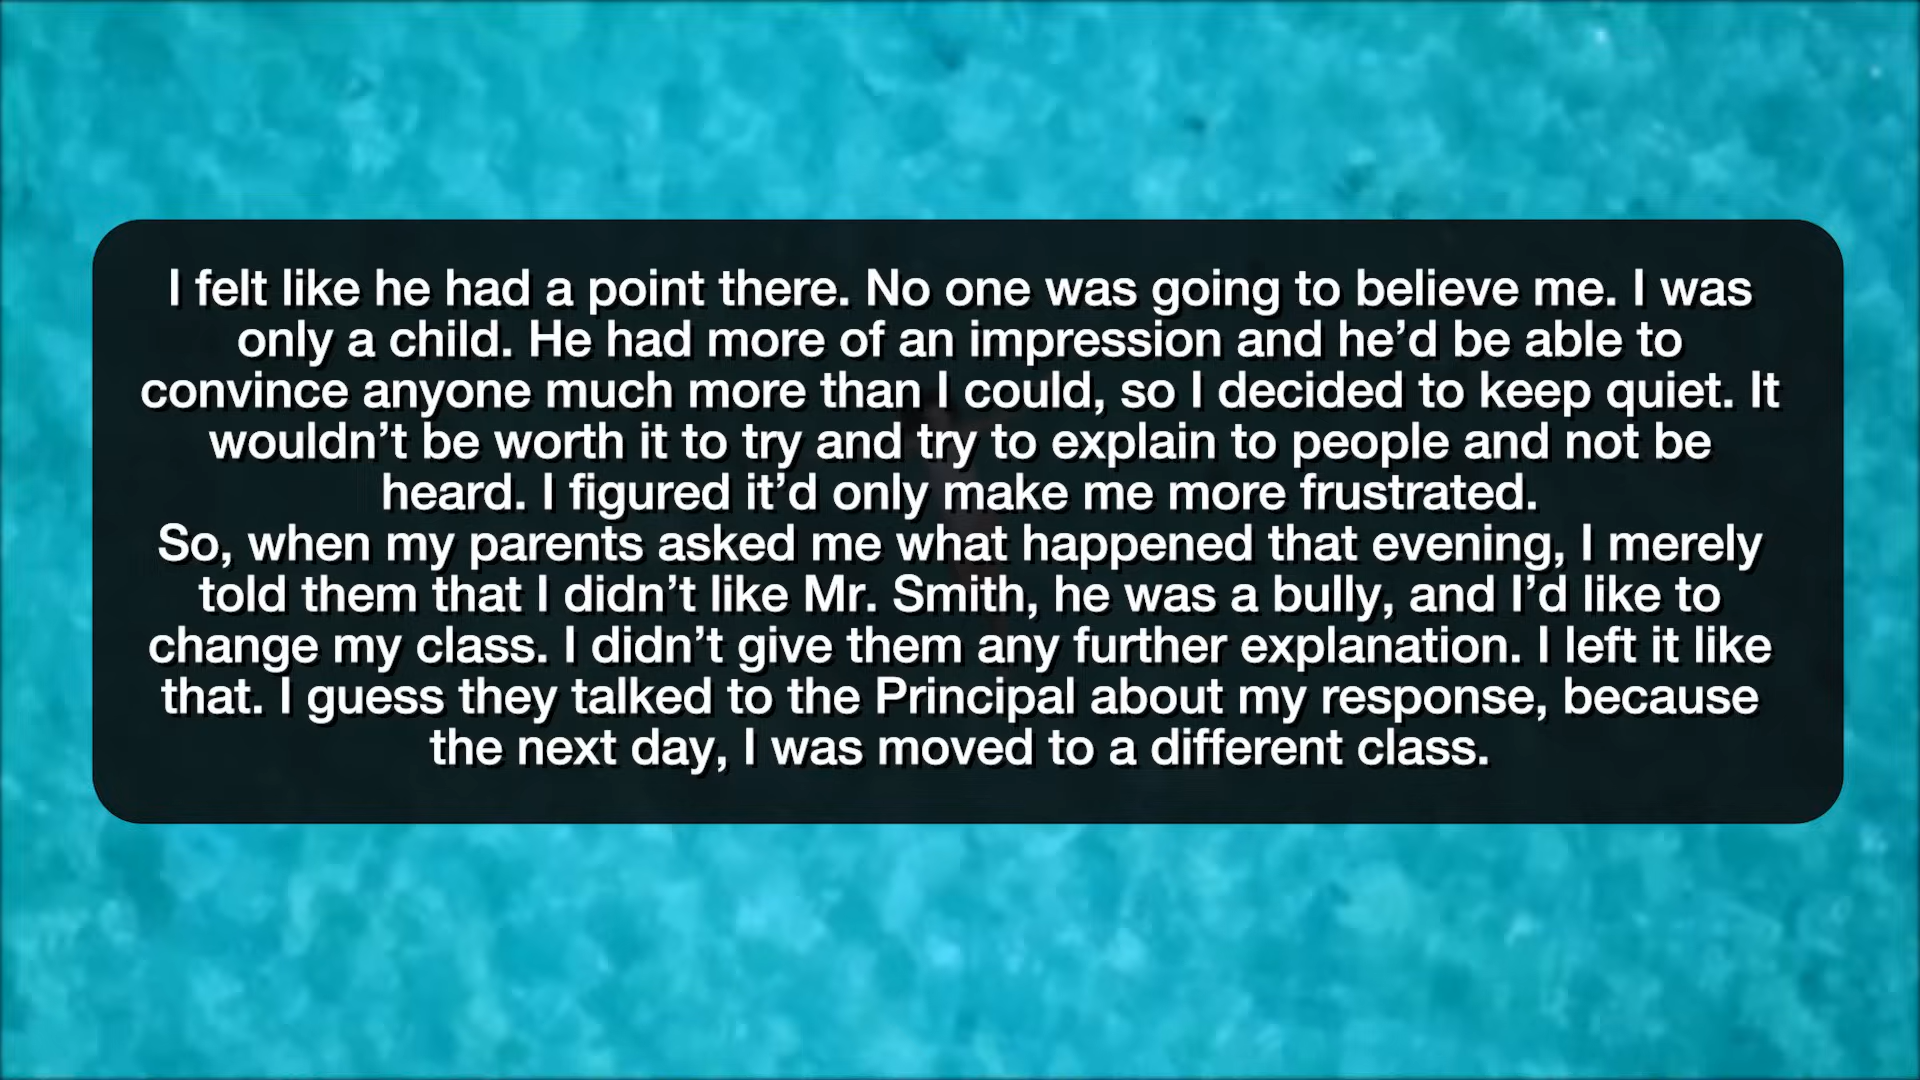 I felt like he had a point there. No one was going to believe me. I was
only a child. He had more of an impression and he’d be able to
convince anyone much more than I could, so I decided to keep quiet. It
wouldn’t be worth it to try and try to explain to people and not be
heard. I figured it’d only make me more frustrated.
So, when my parents asked me what happened that evening, I merely
told them that I didn’t like Mr. Smith, he was a bully, and I’d like to
change my class. I didn’t give them any further explanation. I left it like
that. I guess they talked to the Principal about my response, because
the next day, I was moved to a different class.